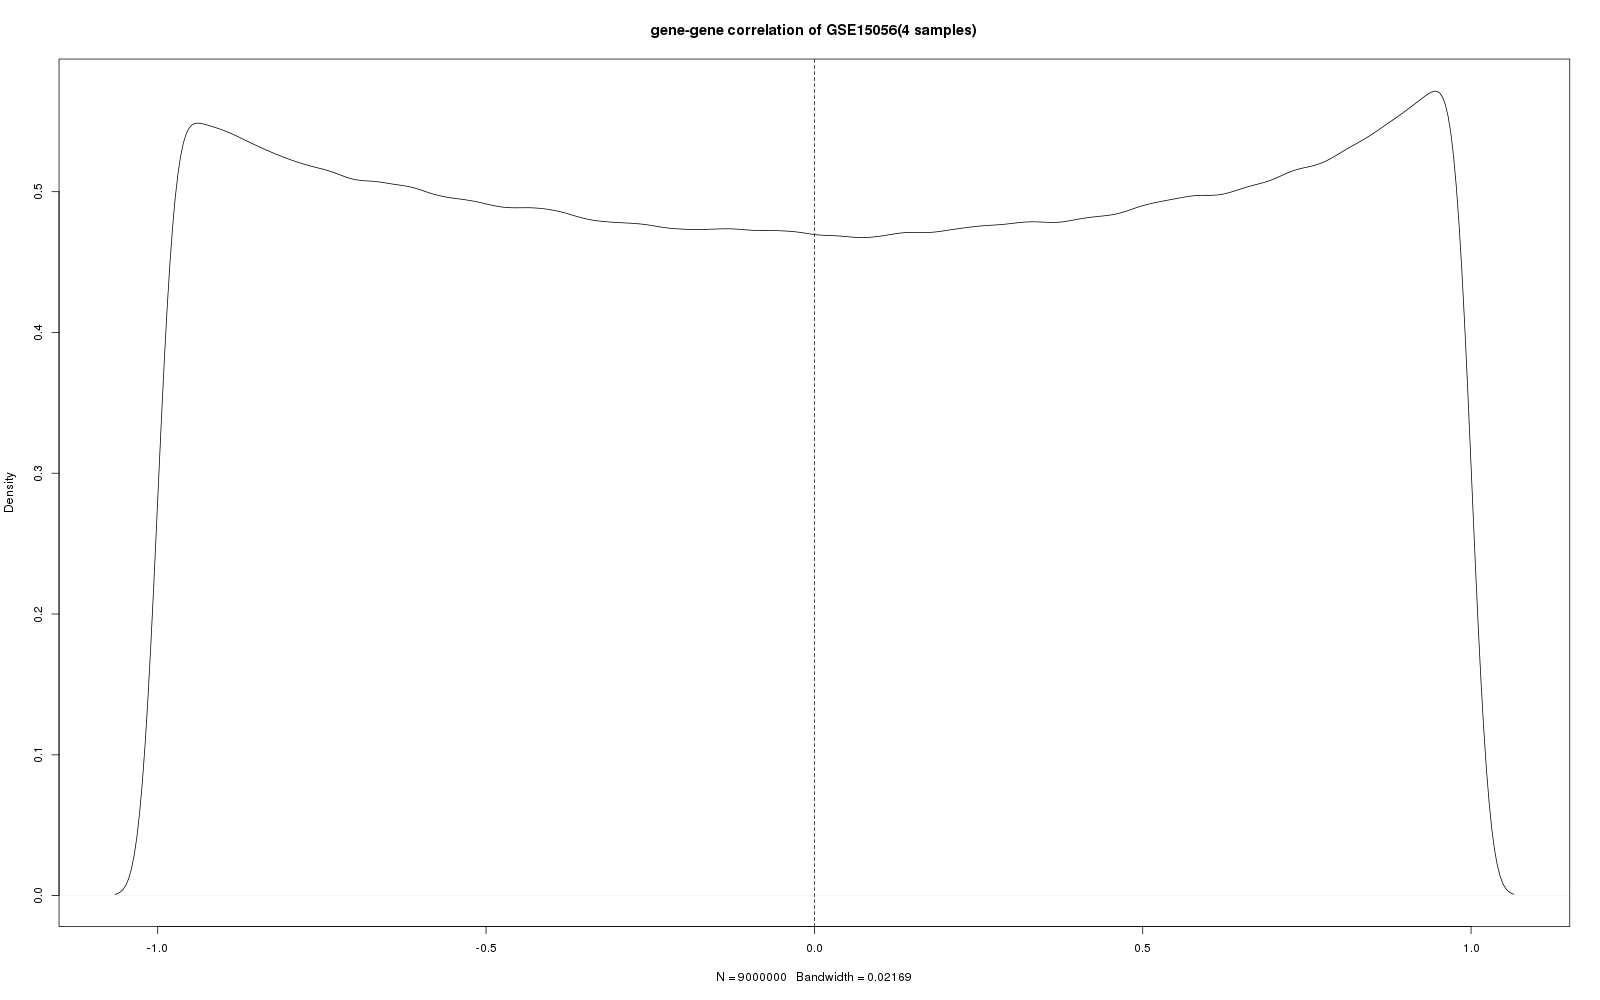 gene-gene correlation of GSE15056(4 samples)
Density
0.5
0.4
0.3
0.2
0.1
0.0
-1.0 -0.5 0.0 0.5 1.0
N = 9000000 Bandwidth = 0.02169